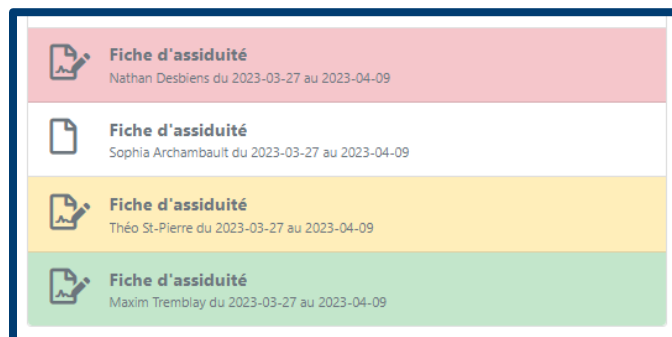 Fiche d'assiduité
Nathan Desbiens du 2023-03-27 au 2023-04-09
Fiche d'assiduité
Sophia Archambault du 2023-03-27 au 2023-04-09
Fiche d'assiduité
Théo St-Pierre du 2023-03-27 au 2023-04-09
Fiche d'assiduité
Maxim Tremblay du 2023-03-27 au 2023-04-09